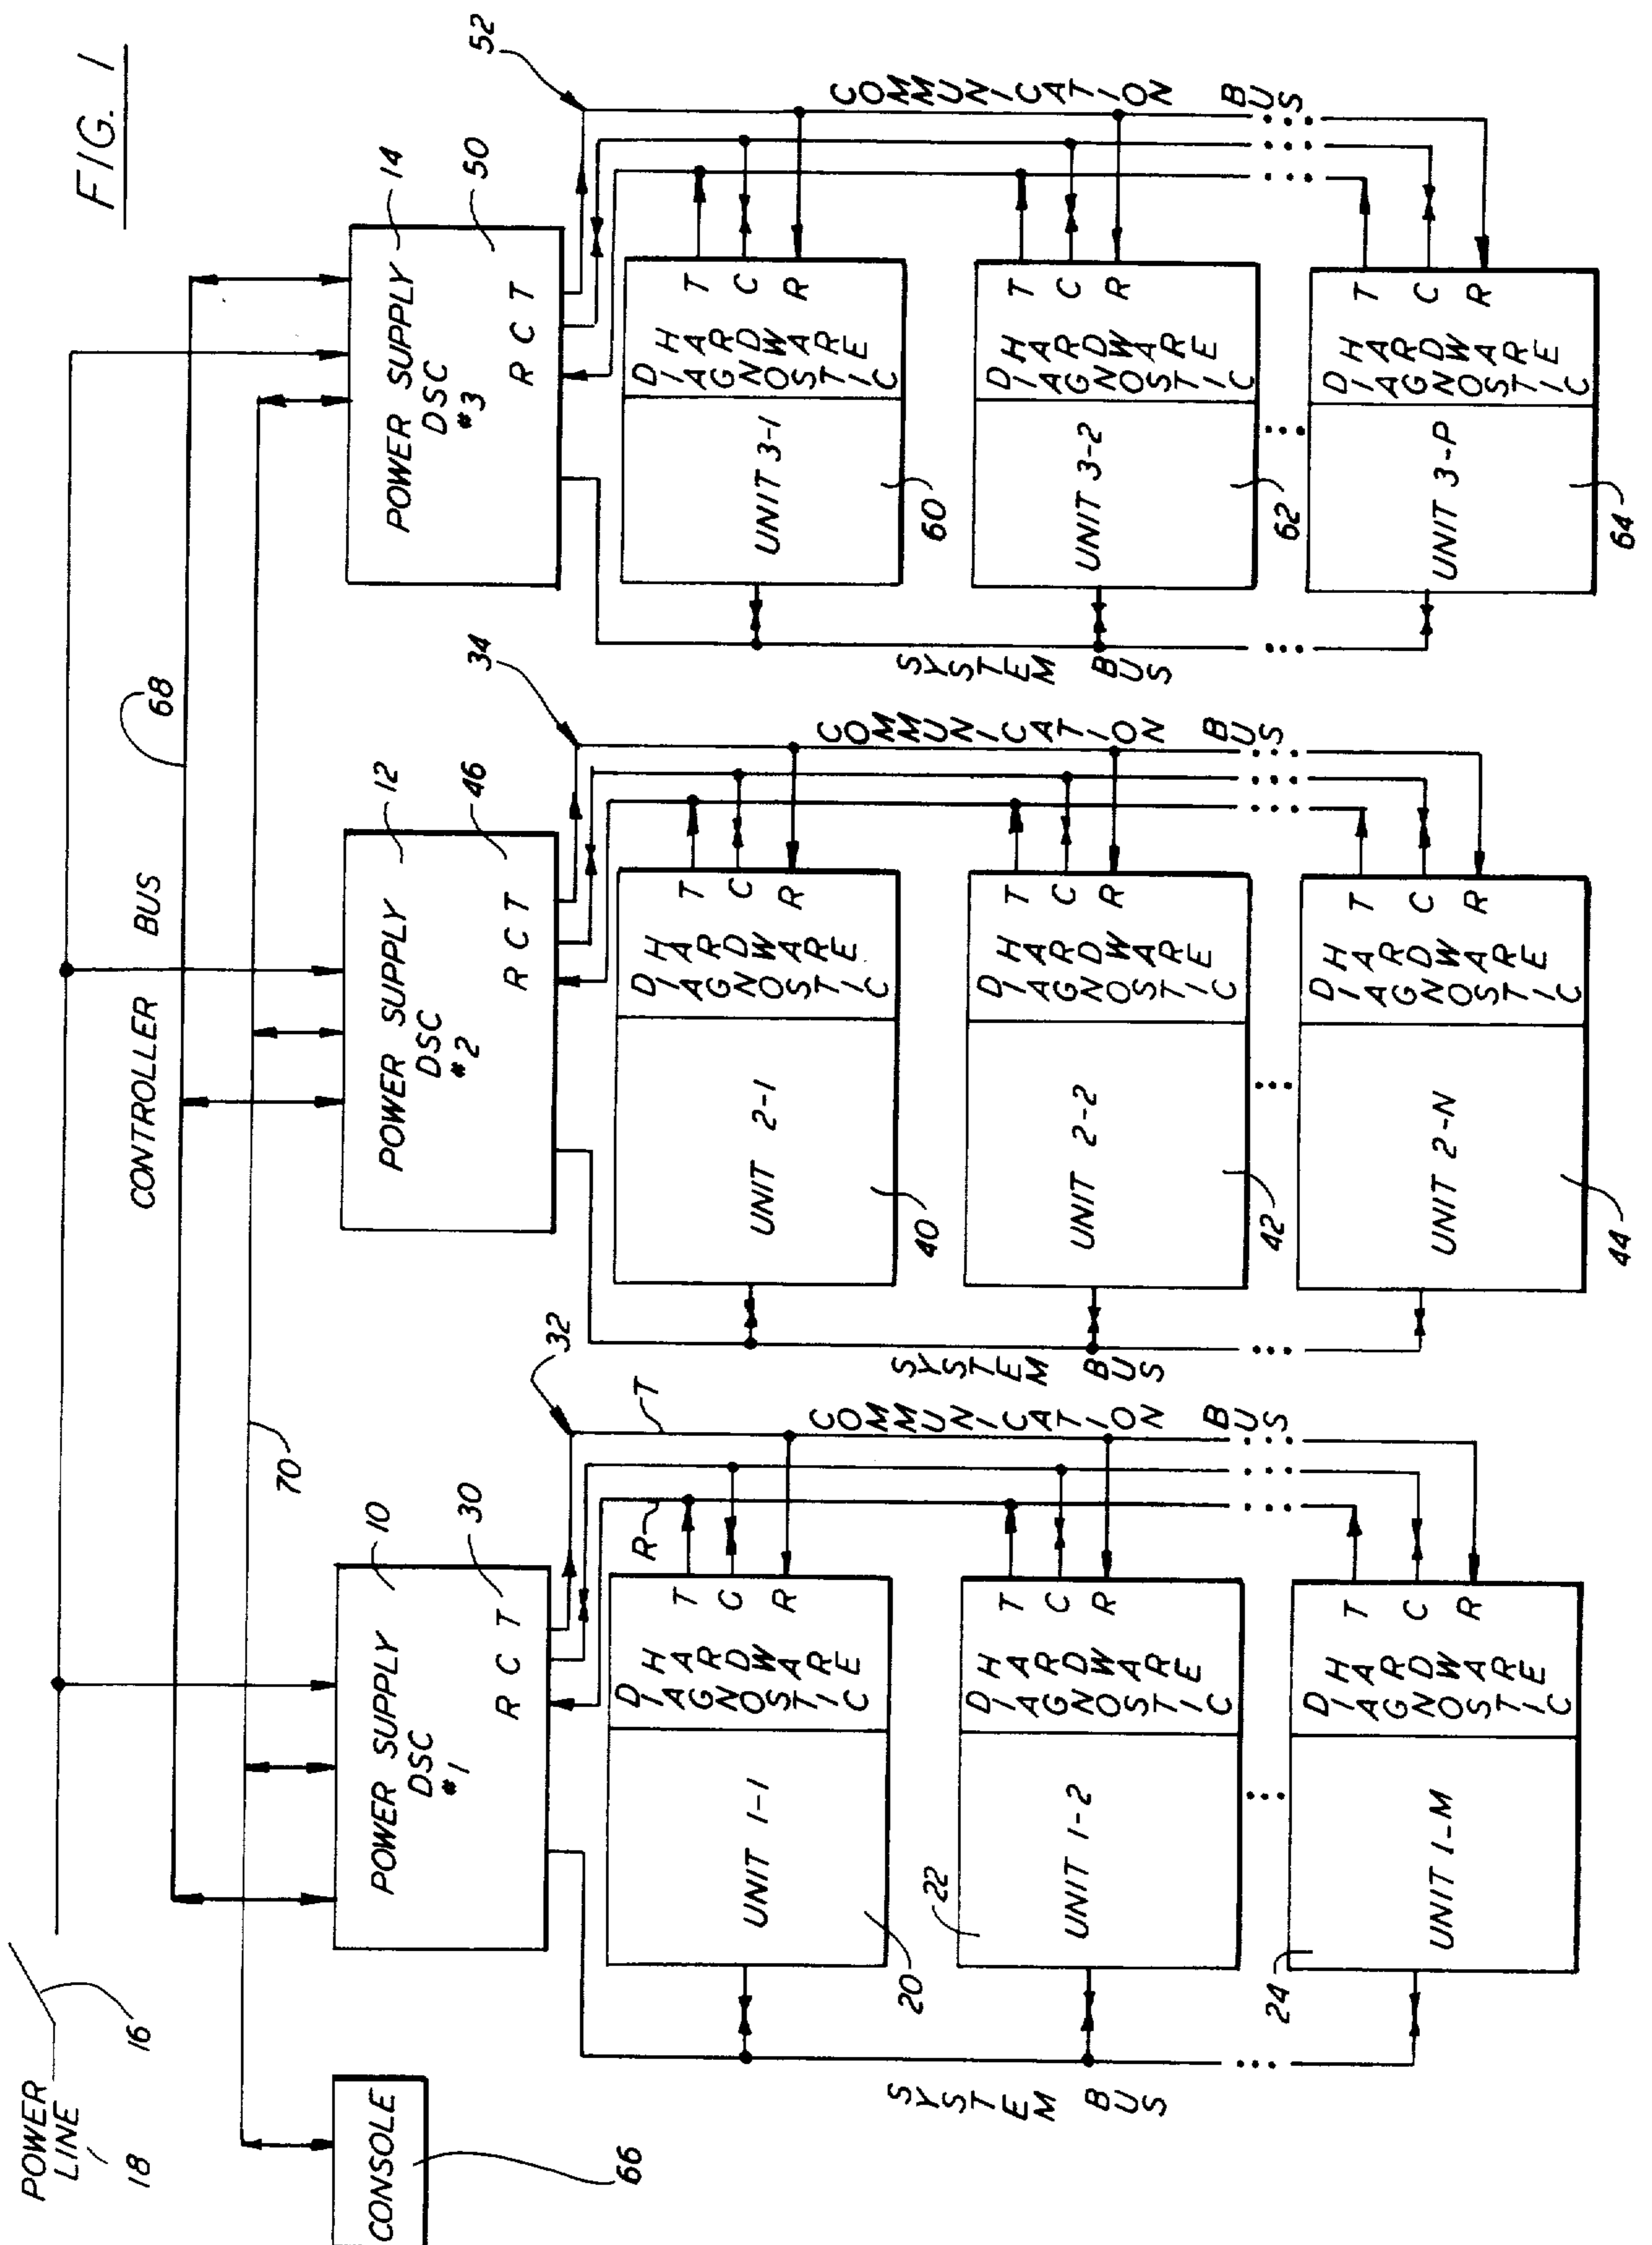 FIG. 1
POWER
LINE
18
16
CONTROLLER BUS
68
70
CONSOLE
66
POWER SUPPLY
DSC
#1
10
30
R C T
32
POWER SUPPLY
DSC
#2
12
46
R C T
34
POWER SUPPLY
DSC
#3
14
50
R C T
52
SYSTEM BUS
UNIT 1-1
20
DIAGNOSTIC
HARDWARE
T
C
R
R
T
COMMUNICATION BUS
SYSTEM BUS
UNIT 2-1
40
DIAGNOSTIC
HARDWARE
T
C
R
COMMUNICATION BUS
SYSTEM BUS
UNIT 3-1
60
DIAGNOSTIC
HARDWARE
T
C
R
COMMUNICATION BUS
UNIT 1-2
22
DIAGNOSTIC
HARDWARE
T
C
R
UNIT 2-2
42
DIAGNOSTIC
HARDWARE
T
C
R
UNIT 3-2
62
DIAGNOSTIC
HARDWARE
T
C
R
UNIT 1-M
24
DIAGNOSTIC
HARDWARE
T
C
R
UNIT 2-N
44
DIAGNOSTIC
HARDWARE
T
C
R
UNIT 3-P
64
DIAGNOSTIC
HARDWARE
T
C
R